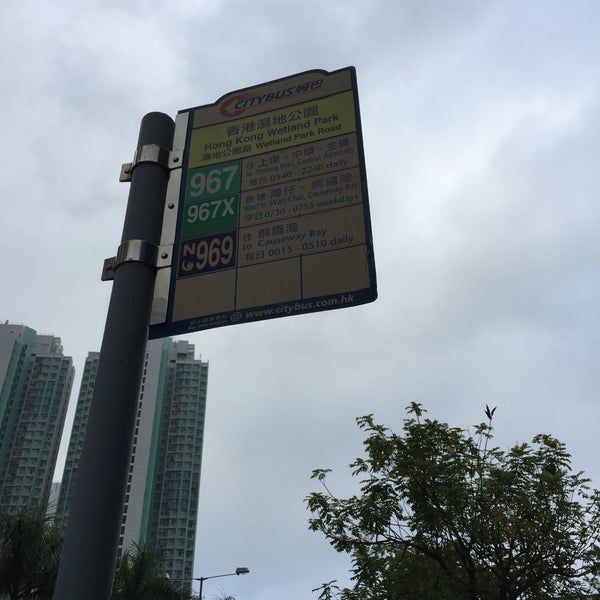 CITYBUS 城巴
香港濕地公園
Hong Kong Wetland Park
濕地公園路 Wetland Park Road
967
往 上環、中環、金鐘
to Sheung Wan, Central, Admiralty
每日 0540 - 2240 daily
967X
直達 灣仔、銅鑼灣
direct to Wan Chai, Causeway Bay
平日 0730 - 0755 weekdays
N969
往 銅鑼灣
to Causeway Bay
每日 0015 - 0510 daily
@ www.citybus.com.hk